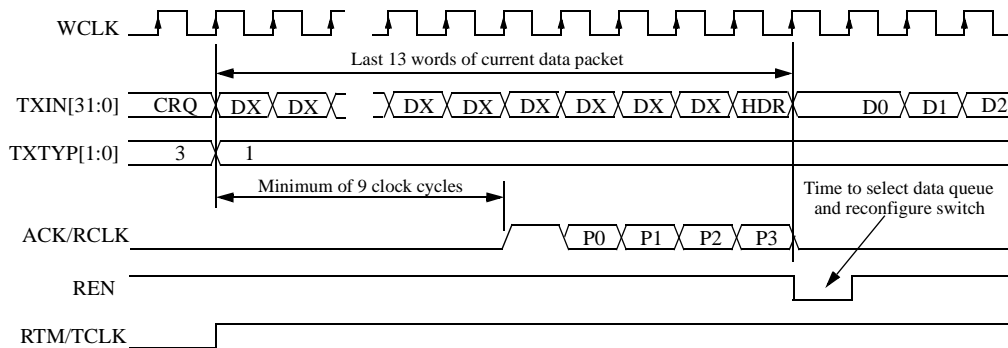 WCLK
Last 13 words of current data packet
TXIN[31:0] CRQ DX DX DX DX DX DX DX DX HDR D0 D1 D2
TXTYP[1:0] 3 1
Minimum of 9 clock cycles
Time to select data queue
and reconfigure switch
ACK/RCLK P0 P1 P2 P3
REN
RTM/TCLK